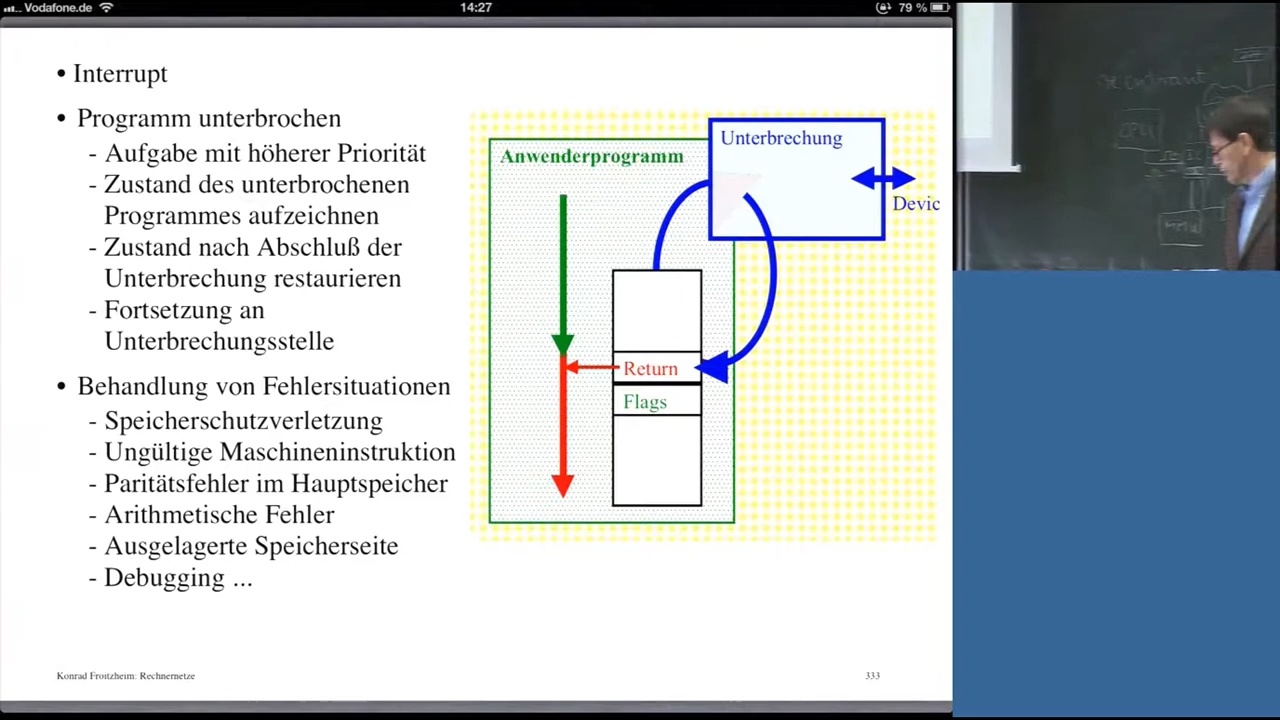 Vodafone.de
14:27
79 %
• Interrupt
• Programm unterbrochen
- Aufgabe mit höherer Priorität
- Zustand des unterbrochenen
Programmes aufzeichnen
- Zustand nach Abschluß der
Unterbrechung restaurieren
- Fortsetzung an
Unterbrechungsstelle
• Behandlung von Fehlersituationen
- Speicherschutzverletzung
- Ungültige Maschineninstruktion
- Paritätsfehler im Hauptspeicher
- Arithmetische Fehler
- Ausgelagerte Speicherseite
- Debugging ...
Anwenderprogramm
Unterbrechung
Devic
Return
Flags
Konrad Froitzheim: Rechnernetze
333